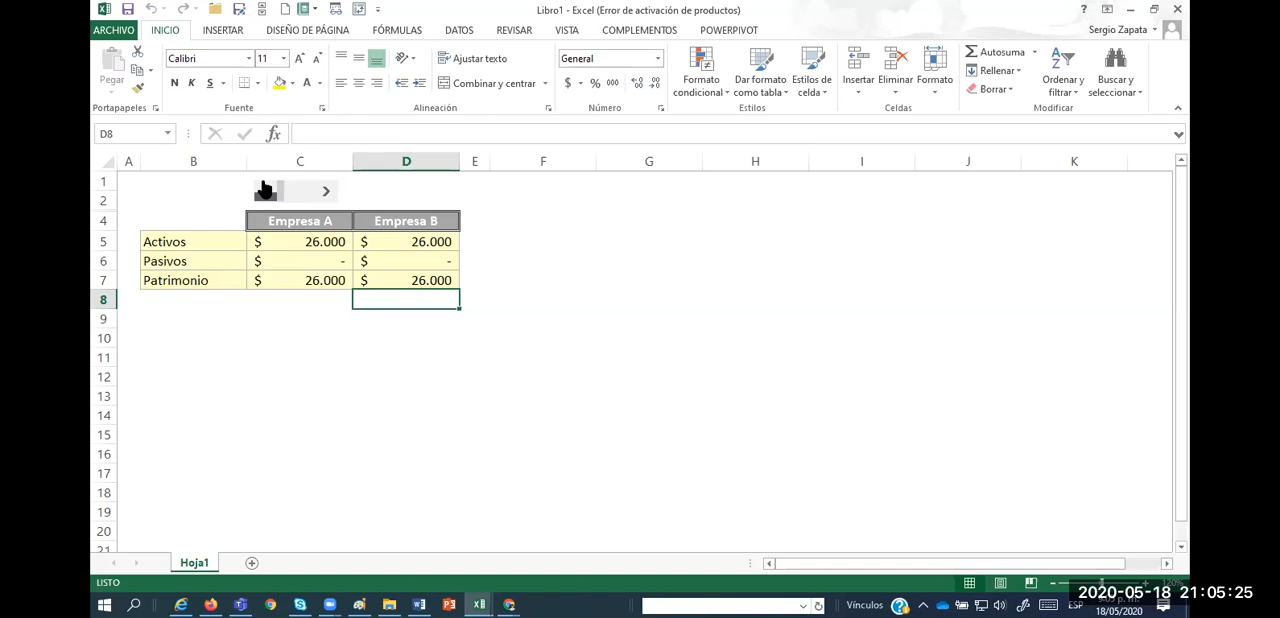 Libro1 - Excel (Error de activación de productos)
?
ARCHIVO INICIO INSERTAR DISEÑO DE PÁGINA FÓRMULAS DATOS REVISAR VISTA COMPLEMENTOS POWERPIVOT Sergio Zapata
Pegar
Portapapeles
Calibri 11
N K S A
Fuente
Ajustar texto
Combinar y centrar
Alineación
General
$ % 000
Número
Formato condicional
Dar formato como tabla
Estilos de celda
Estilos
Insertar Eliminar Formato
Celdas
Autosuma
Rellenar
Borrar
Ordenar y filtrar
Buscar y seleccionar
Modificar
D8 fx
A B C D E F G H I J K
1
2
4 Empresa A Empresa B
5 Activos $ 26.000 $ 26.000
6 Pasivos $ - $ -
7 Patrimonio $ 26.000 $ 26.000
8
9
10
11
12
13
14
15
16
17
18
19
20
21
Hoja1
LISTO
Vínculos ESP
2020-05-18 21:05:25
18/05/2020